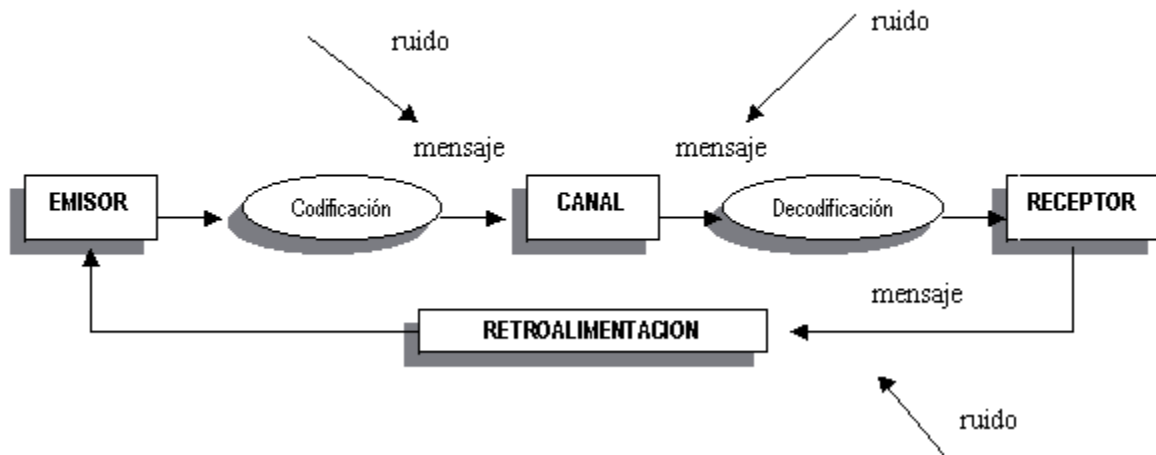 ruido
ruido
mensaje
mensaje
EMISOR
Codificación
CANAL
Decodificación
RECEPTOR
mensaje
RETROALIMENTACION
ruido